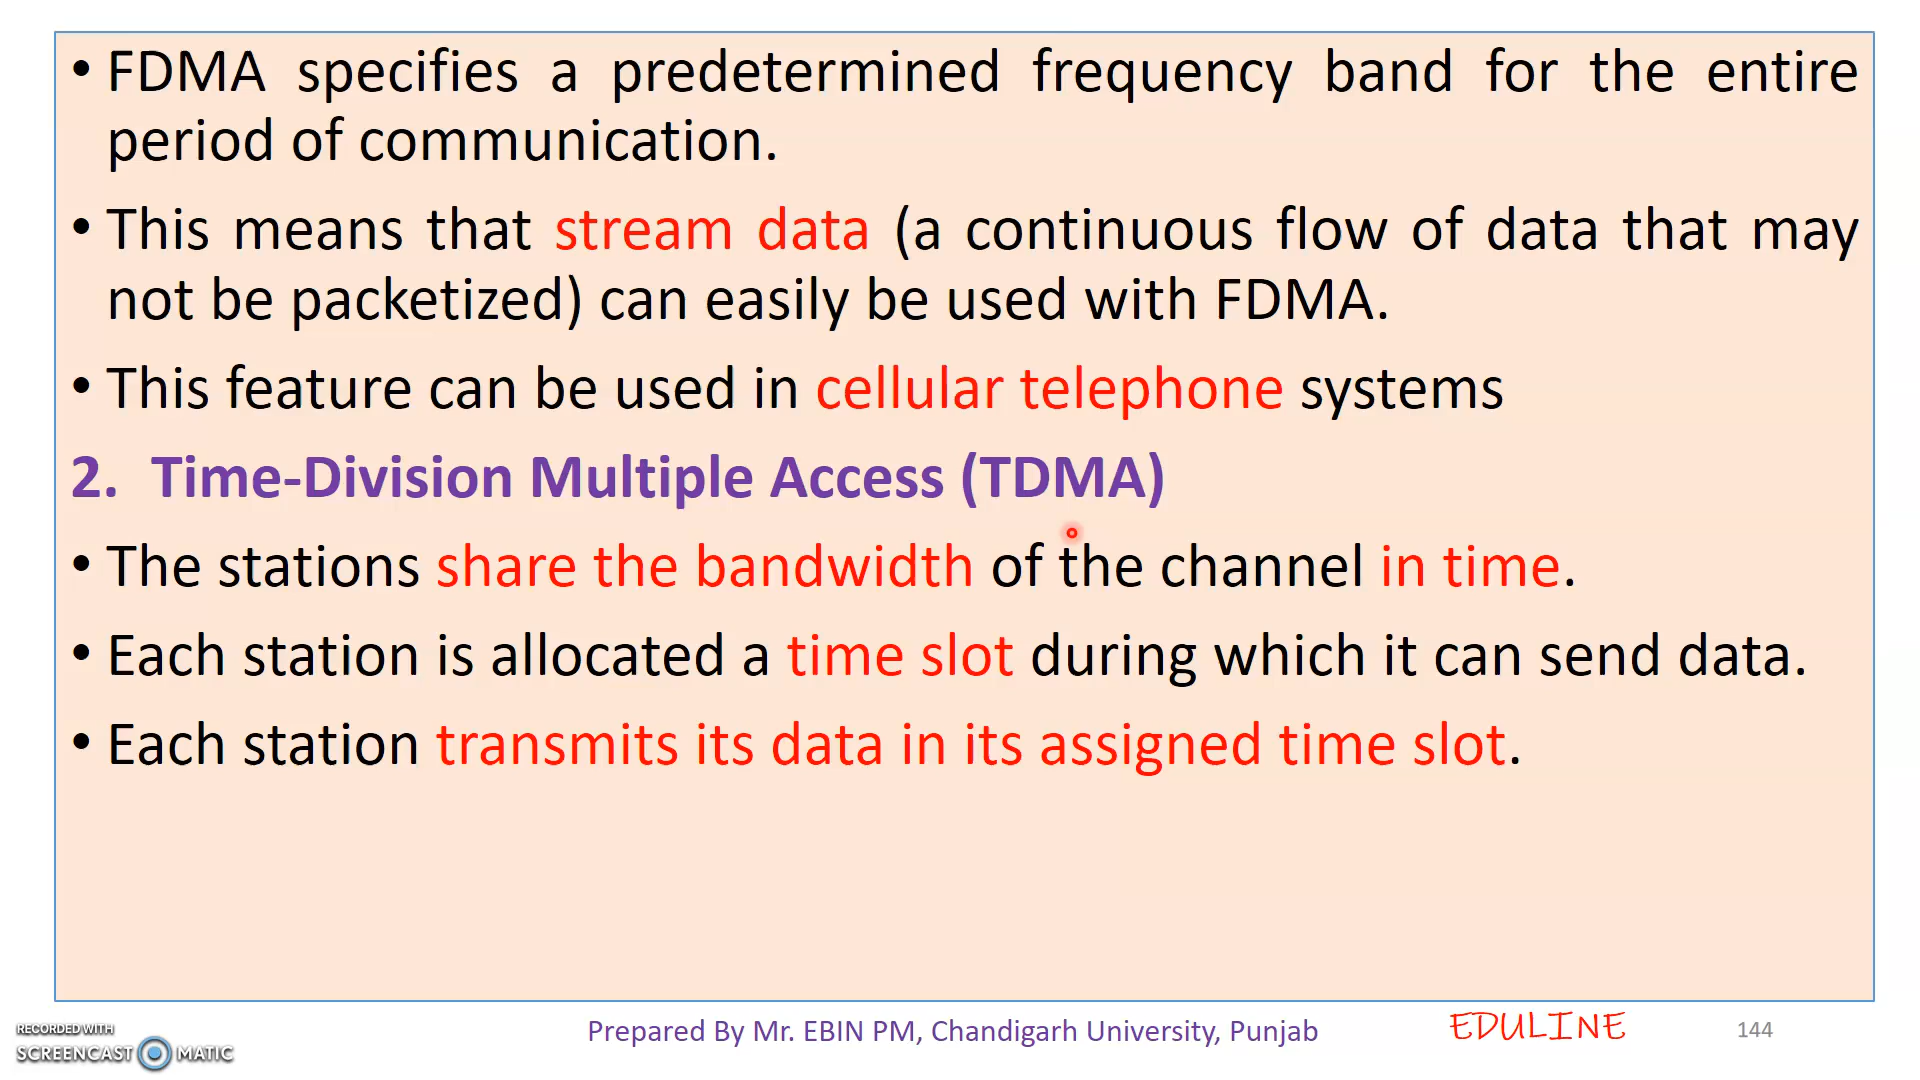 • FDMA specifies a predetermined frequency band for the entire
period of communication.
• This means that stream data (a continuous flow of data that may
not be packetized) can easily be used with FDMA.
• This feature can be used in cellular telephone systems
2. Time-Division Multiple Access (TDMA)
• The stations share the bandwidth of the channel in time.
• Each station is allocated a time slot during which it can send data.
• Each station transmits its data in its assigned time slot.
RECORDED WITH
SCREENCAST MATIC
Prepared By Mr. EBIN PM, Chandigarh University, Punjab
EDULINE
144